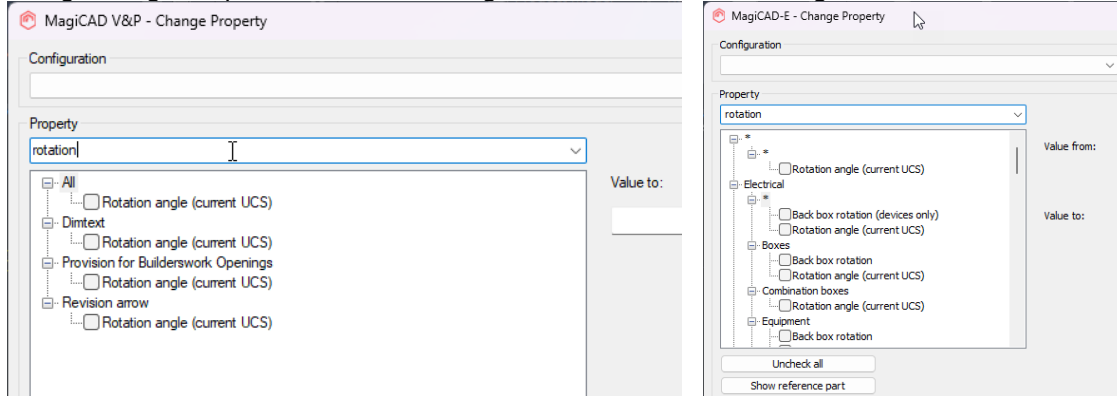 MagiCAD V&P - Change Property
Configuration
Property
rotation
All
Rotation angle (current UCS)
Dimtext
Rotation angle (current UCS)
Provision for Builderswork Openings
Rotation angle (current UCS)
Revision arrow
Rotation angle (current UCS)
Value to:
MagiCAD-E - Change Property
Configuration
Property
rotation
*
*
Rotation angle (current UCS)
Electrical
*
Back box rotation (devices only)
Rotation angle (current UCS)
Boxes
Back box rotation
Rotation angle (current UCS)
Combination boxes
Rotation angle (current UCS)
Equipment
Back box rotation
Value from:
Value to:
Uncheck all
Show reference part